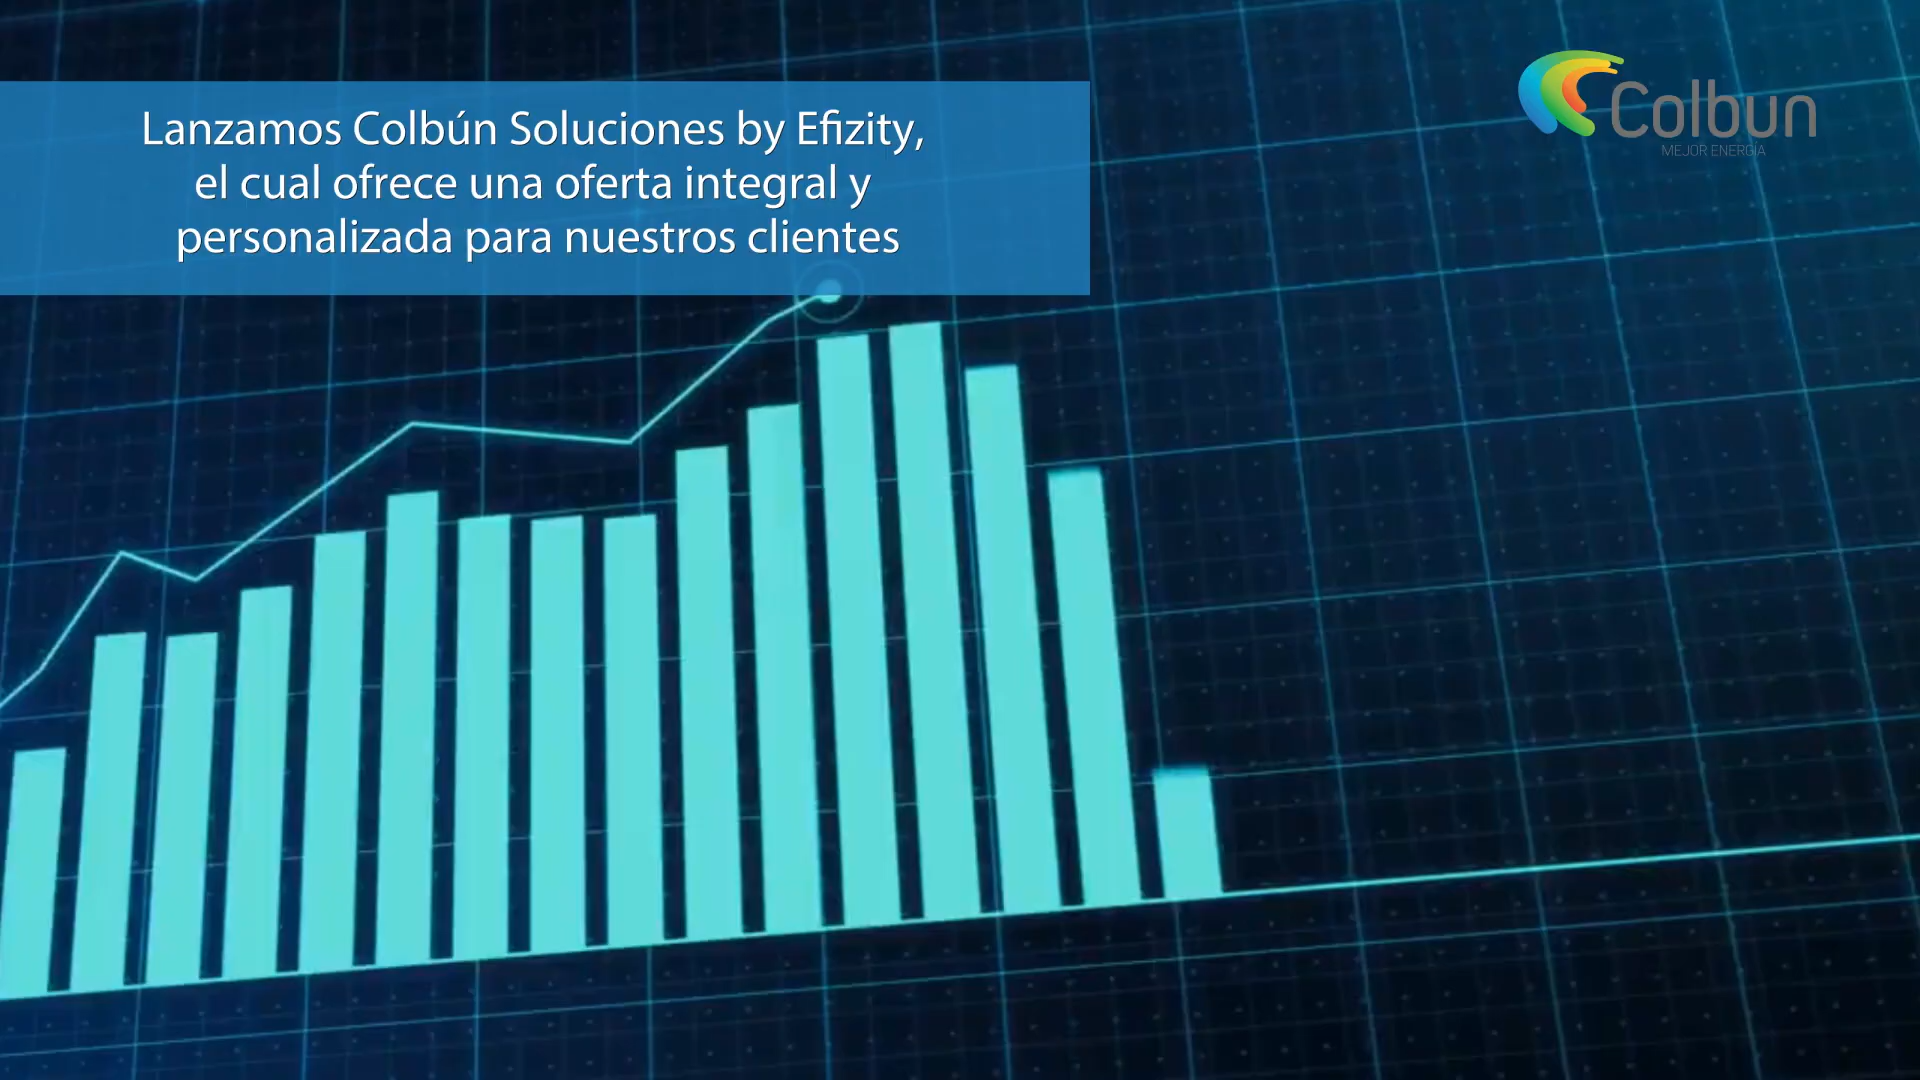 Lanzamos Colbún Soluciones by Efizity,
el cual ofrece una oferta integral y
personalizada para nuestros clientes
Colbun
MEJOR ENERGÍA